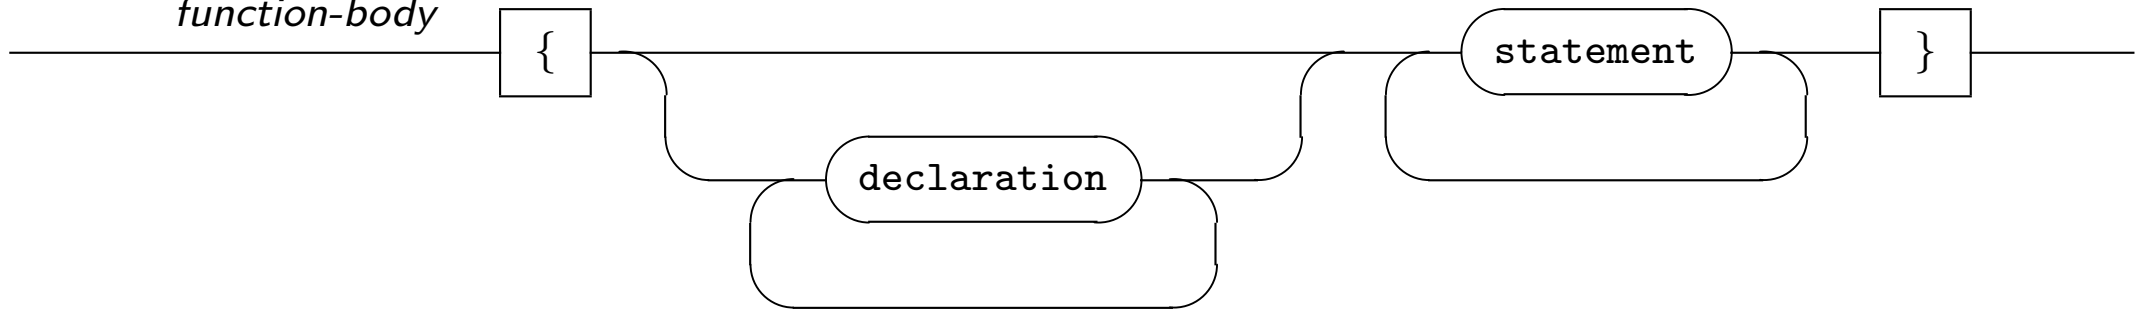 function-body
{
statement
}
declaration